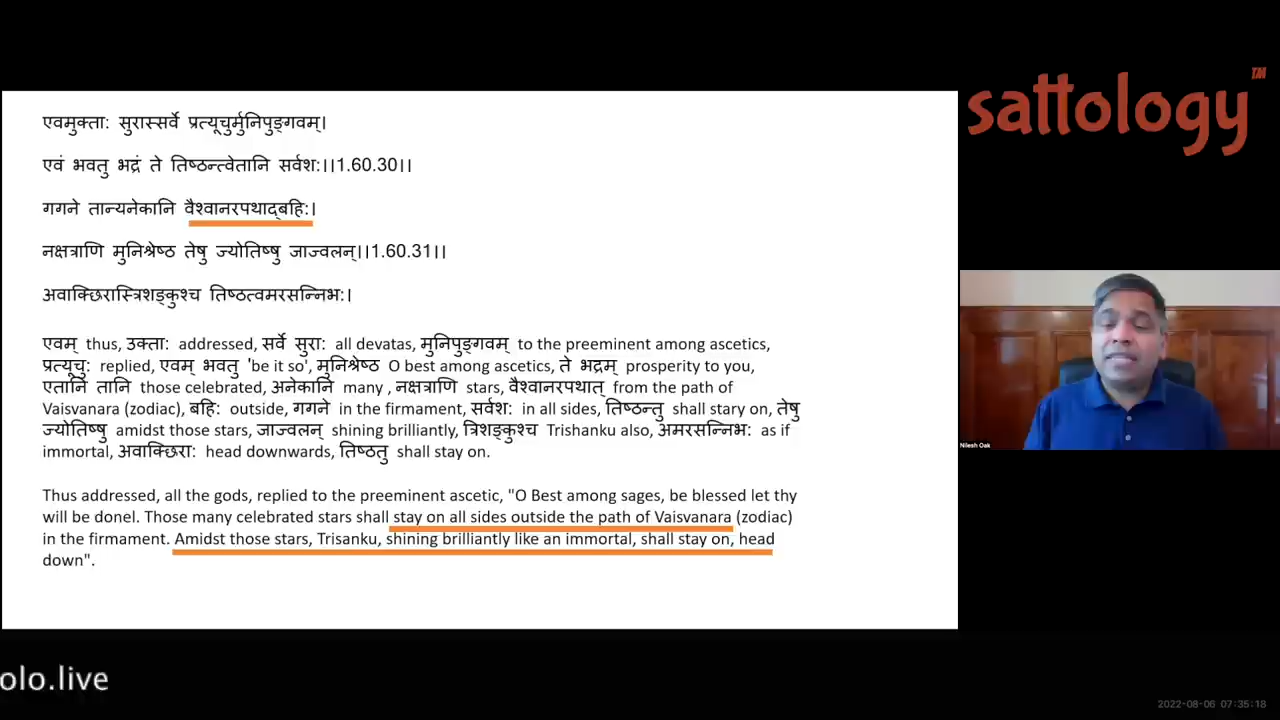 एवमुक्ता: सुरास्सर्वे प्रत्यूचुर्मुनिपुङ्गवम्।
एवं भवतु भद्रं ते तिष्ठन्त्वेतानि सर्वश:।।1.60.30।।
गगने तान्यनेकानि वैश्वानरपथाद्बहि:।
नक्षत्राणि मुनिश्रेष्ठ तेषु ज्योतिष्षु जाज्वलन्।।1.60.31।।
अवाक्छिरास्त्रिशङ्कुश्च तिष्ठत्वमरसन्निभ:।
एवम् thus, उक्ता: addressed, सर्वे सुरा: all devatas, मुनिपुङ्गवम् to the preeminent among ascetics,
प्रत्यूचु: replied, एवम् भवतु 'be it so', मुनिश्रेष्ठ O best among ascetics, ते भद्रम् prosperity to you,
एतानि तानि those celebrated, अनेकानि many , नक्षत्राणि stars, वैश्वानरपथात् from the path of
Vaisvanara (zodiac), बहि: outside, गगने in the firmament, सर्वश: in all sides, तिष्ठन्तु shall stary on, तेषु
ज्योतिष्षु amidst those stars, जाज्वलन् shining brilliantly, त्रिशङ्कुश्च Trishanku also, अमरसन्निभ: as if
immortal, अवाक्छिरा: head downwards, तिष्ठतु shall stay on.
Thus addressed, all the gods, replied to the preeminent ascetic, "O Best among sages, be blessed let thy
will be donel. Those many celebrated stars shall stay on all sides outside the path of Vaisvanara (zodiac)
in the firmament. Amidst those stars, Trisanku, shining brilliantly like an immortal, shall stay on, head
down".
sattology™
Nilesh Oak
olo.live
2022-08-06 07:35:18